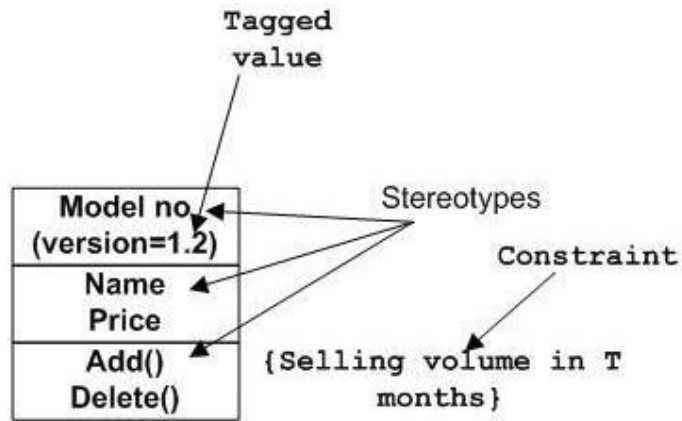 Tagged
value
Model no
(version=1.2)
Stereotypes
Constraint
Name
Price
Add()
Delete()
{Selling volume in T
months}